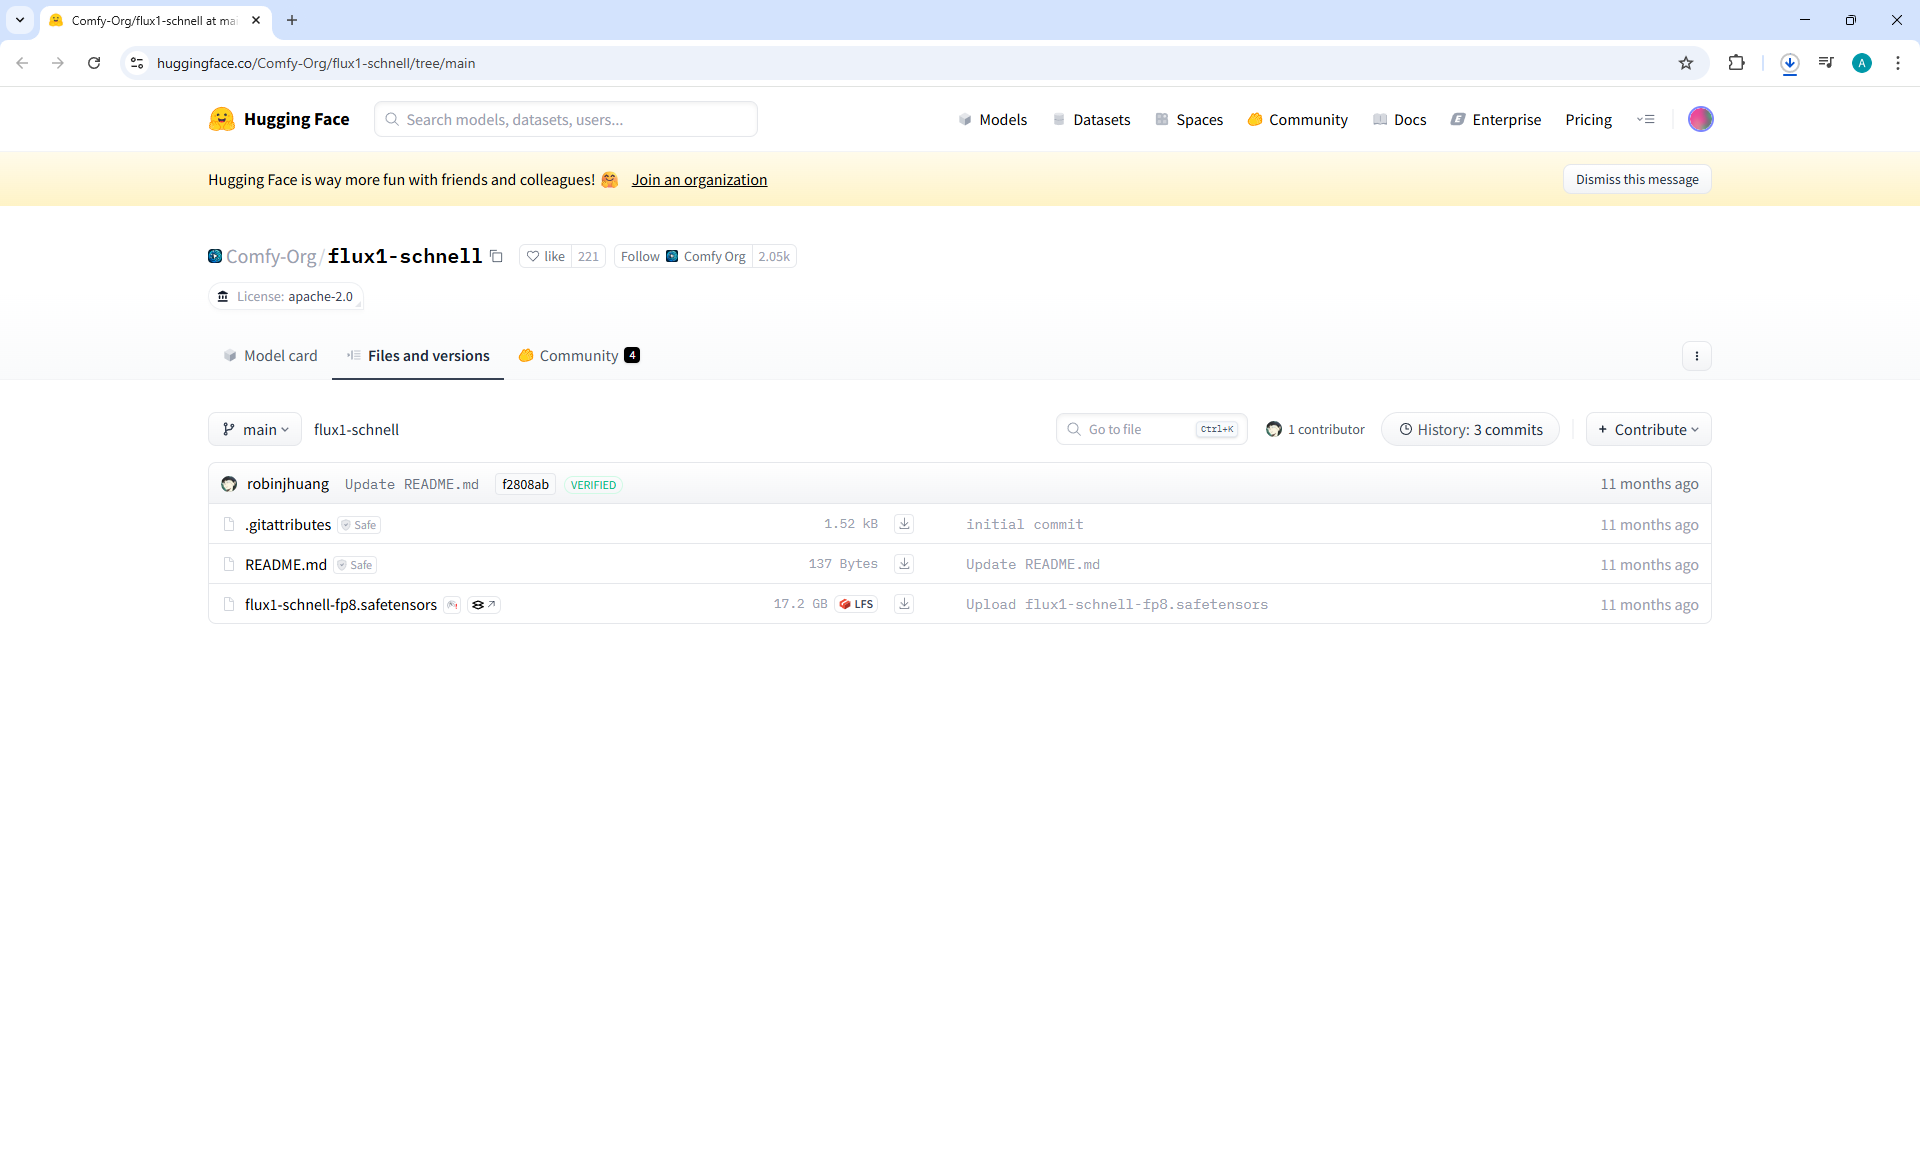 Comfy-Org/flux1-schnell at mai
huggingface.co/Comfy-Org/flux1-schnell/tree/main
A
Hugging Face
Search models, datasets, users...
Models
Datasets
Spaces
Community
Docs
Enterprise
Pricing
Hugging Face is way more fun with friends and colleagues! 🤗 Join an organization
Dismiss this message
Comfy-Org/flux1-schnell
like 221
Follow Comfy Org 2.05k
License: apache-2.0
Model card
Files and versions
Community 4
main
flux1-schnell
Go to file Ctrl+K
1 contributor
History: 3 commits
+ Contribute
robinjhuang Update README.md f2808ab VERIFIED 11 months ago
.gitattributes Safe 1.52 kB initial commit 11 months ago
README.md Safe 137 Bytes Update README.md 11 months ago
flux1-schnell-fp8.safetensors 17.2 GB LFS Upload flux1-schnell-fp8.safetensors 11 months ago